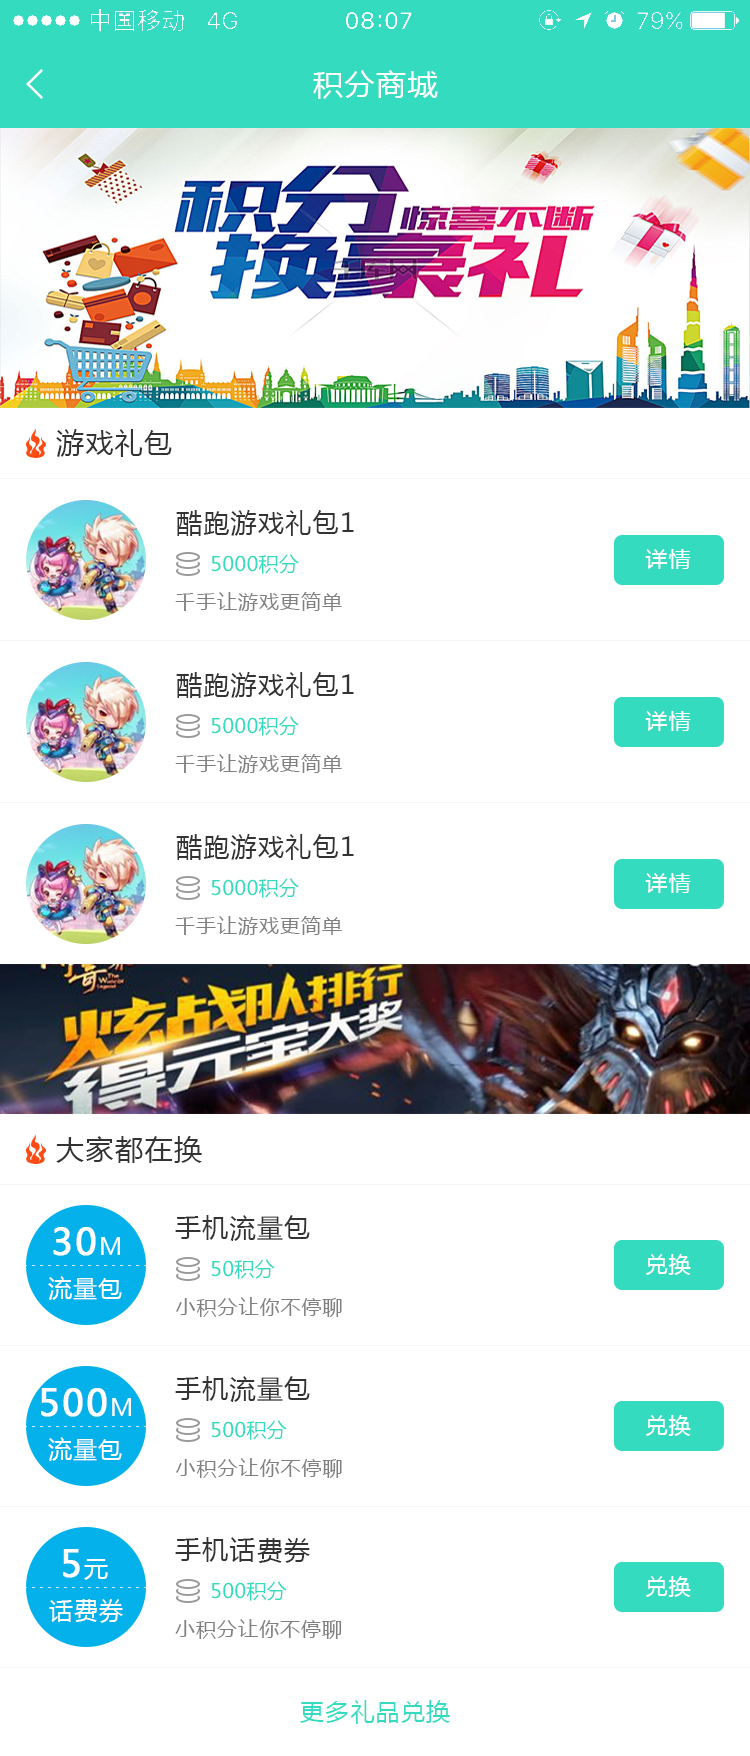 中国移动 4G 08:07 79%
积分商城
积分
惊喜不断
换豪礼
游戏礼包
酷跑游戏礼包1
5000积分
详情
千手让游戏更简单
酷跑游戏礼包1
5000积分
详情
千手让游戏更简单
酷跑游戏礼包1
5000积分
详情
千手让游戏更简单
炫战队排行
得元宝大奖
大家都在换
30M
流量包
手机流量包
50积分
小积分让你不停聊
兑换
500M
流量包
手机流量包
500积分
小积分让你不停聊
兑换
5元
话费券
手机话费券
500积分
小积分让你不停聊
兑换
更多礼品兑换